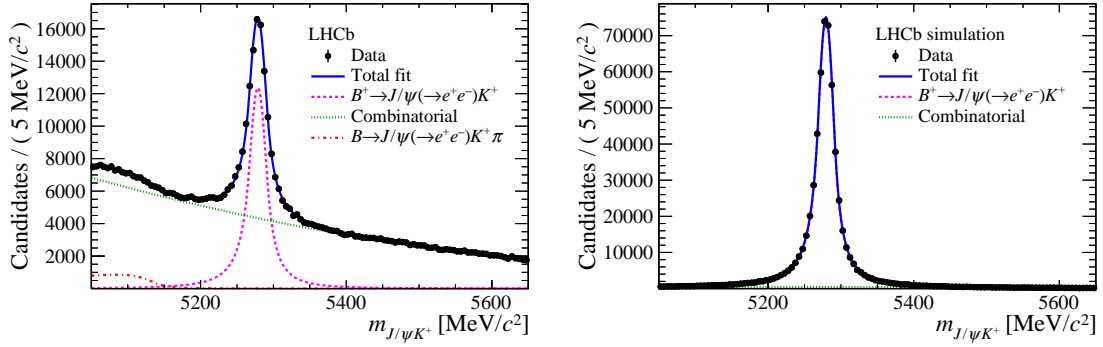 Candidates / ( 5 MeV/c²)
16000
14000
12000
10000
8000
6000
4000
2000
LHCb
Data
Total fit
B⁺→J/ψ(→e⁺e⁻)K⁺
Combinatorial
B→J/ψ(→e⁺e⁻)K⁺π
5200
5400
5600
m_{J/ψK⁺} [MeV/c²]
Candidates / ( 5 MeV/c²)
70000
60000
50000
40000
30000
20000
10000
LHCb simulation
Data
Total fit
B⁺→J/ψ(→e⁺e⁻)K⁺
Combinatorial
5200
5400
5600
m_{J/ψK⁺} [MeV/c²]